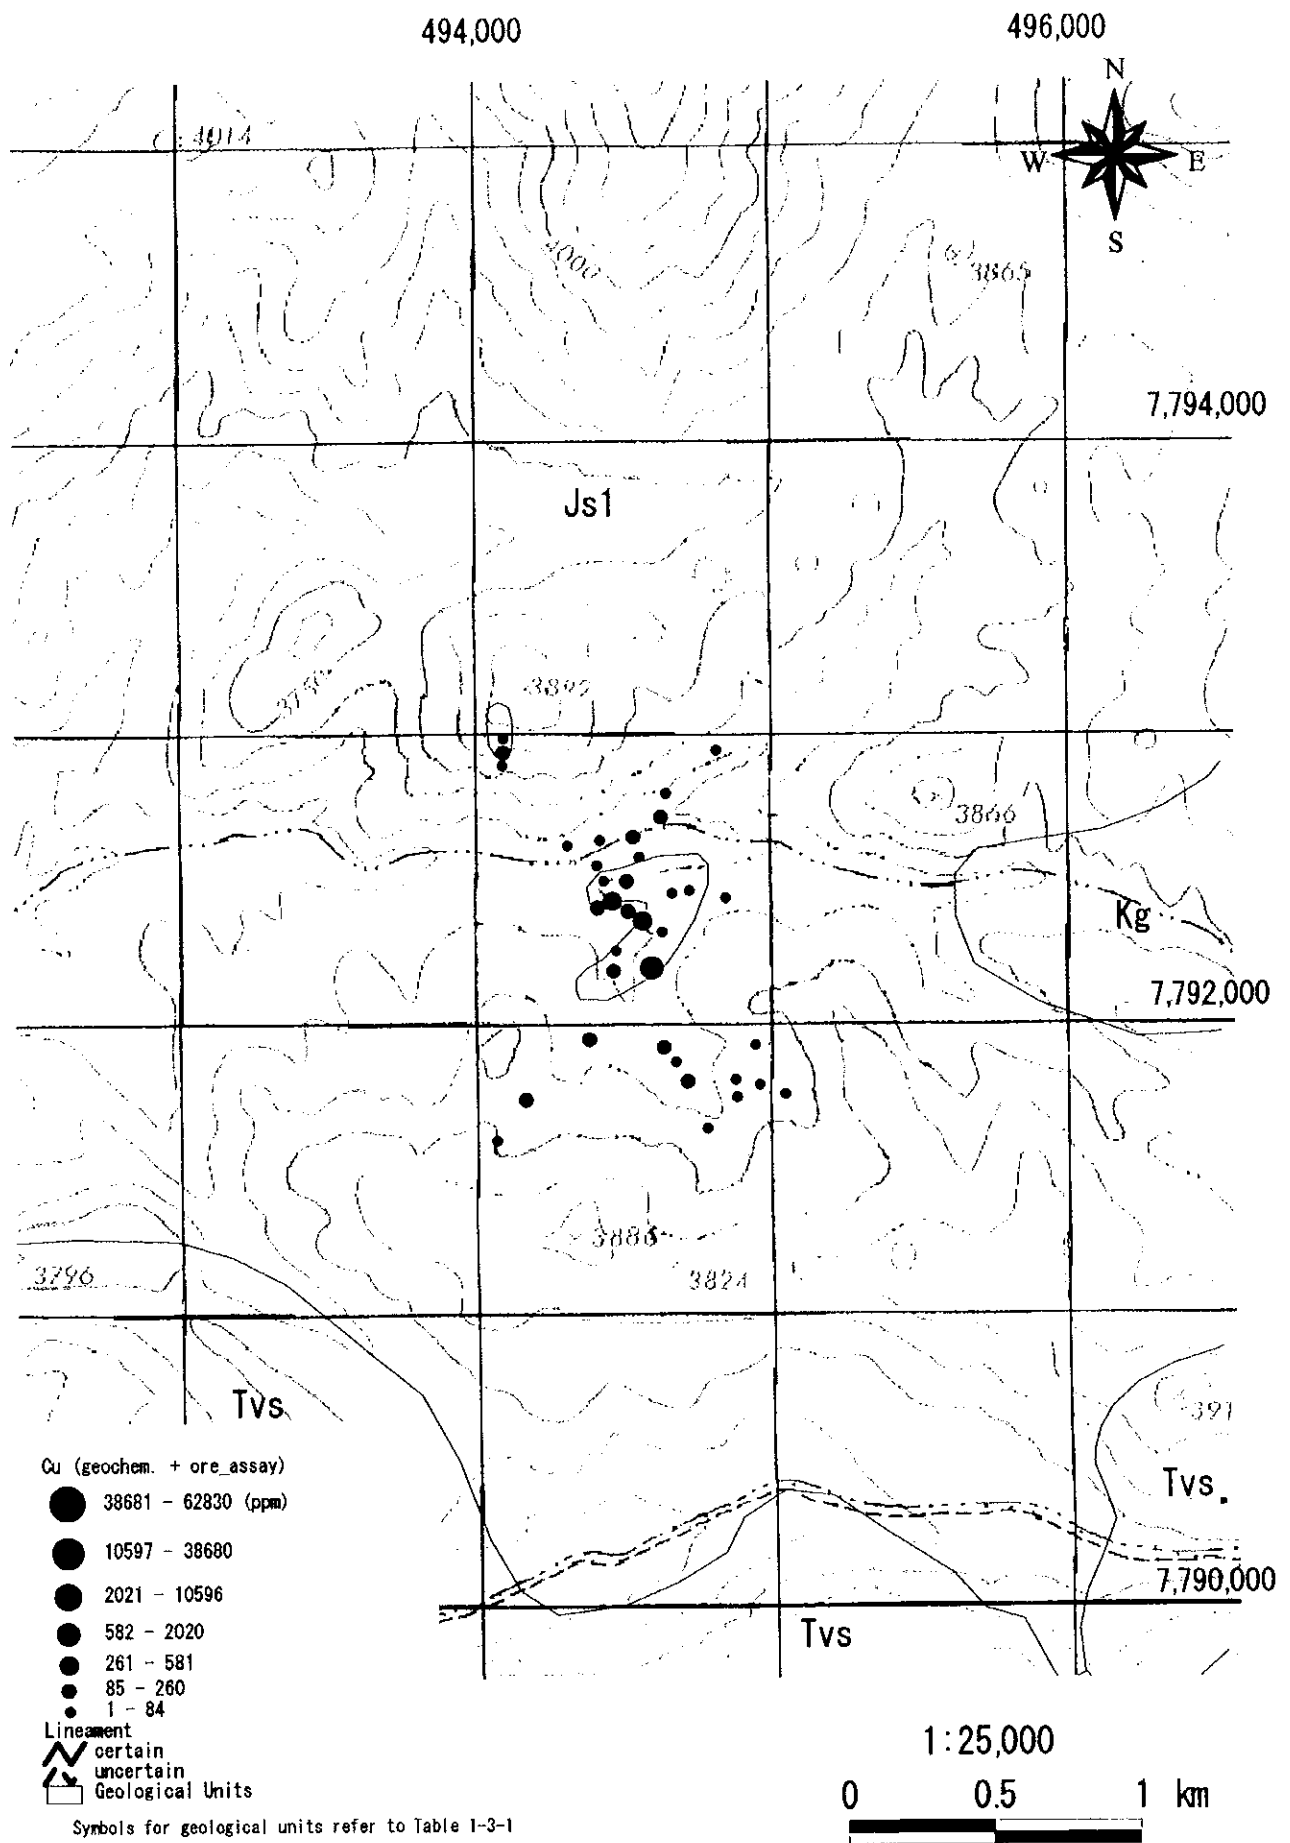 494,000
496,000
N
4014
W
E
S
4000
3865
7,794,000
Js1
3866
Kg
7,792,000
3886
3796
3824
Tvs
391
Cu (geochem. + ore_assay)
38681 - 62830 (ppm)
Tvs.
10597 - 38680
2021 - 10596
7,790,000
582 - 2020
Tvs
261 - 581
85 - 260
1 - 84
Lineament
certain
uncertain
Geological Units
1:25,000
0 0.5 1 km
Symbols for geological units refer to Table 1-3-1